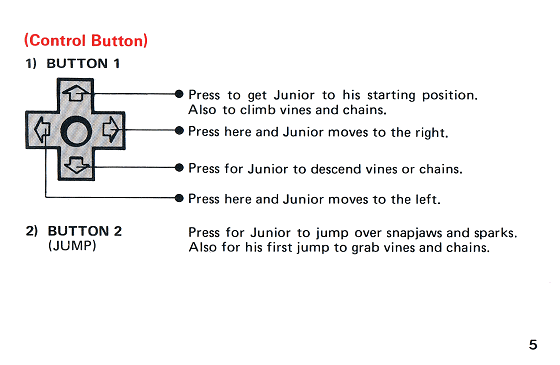 (Control Button)
1) BUTTON 1
Press to get Junior to his starting position.
Also to climb vines and chains.
Press here and Junior moves to the right.
Press for Junior to descend vines or chains.
Press here and Junior moves to the left.
2) BUTTON 2
(JUMP)
Press for Junior to jump over snapjaws and sparks.
Also for his first jump to grab vines and chains.
5